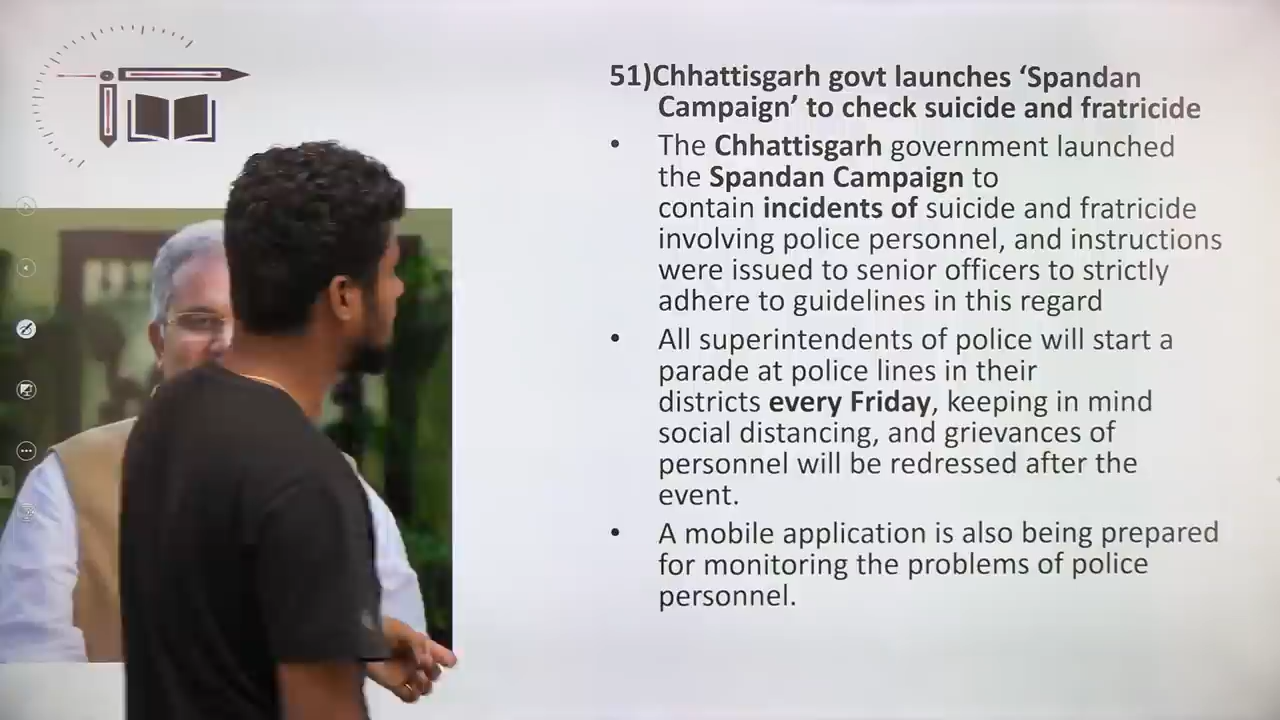 51)Chhattisgarh govt launches ‘Spandan
Campaign’ to check suicide and fratricide
• The Chhattisgarh government launched
the Spandan Campaign to
contain incidents of suicide and fratricide
involving police personnel, and instructions
were issued to senior officers to strictly
adhere to guidelines in this regard
• All superintendents of police will start a
parade at police lines in their
districts every Friday, keeping in mind
social distancing, and grievances of
personnel will be redressed after the
event.
• A mobile application is also being prepared
for monitoring the problems of police
personnel.